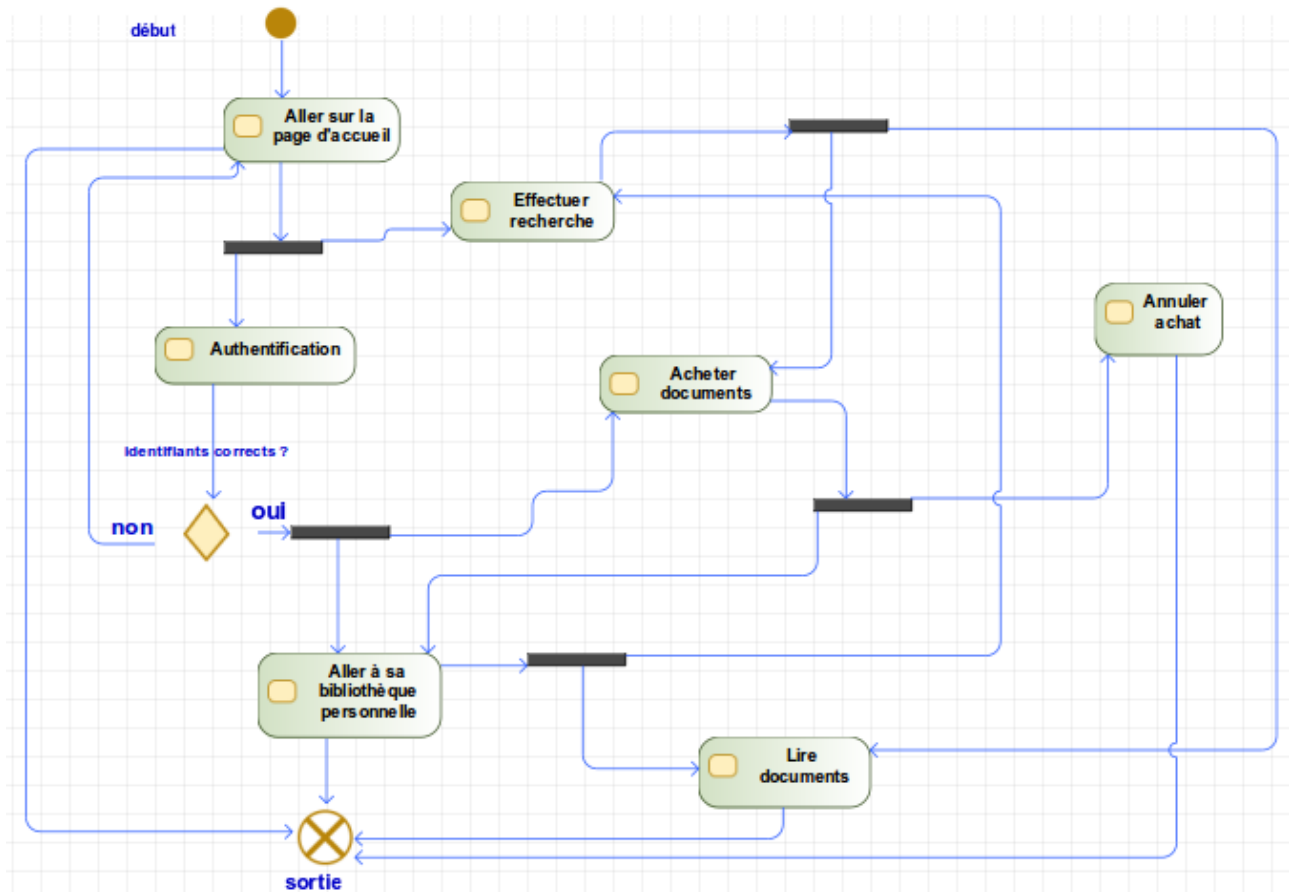 début
Aller sur la
page d'accueil
Effectuer
recherche
Annuler
achat
Authentification
Acheter
documents
Identifiants corrects ?
oui
non
Aller à sa
bibliothèque
personnelle
Lire
documents
sortie